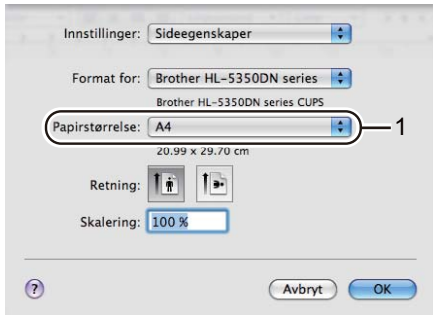 Innstillinger: Sideegenskaper
Format for: Brother HL-5350DN series
Brother HL-5350DN series CUPS
Papirstørrelse: A4 1
20.99 x 29.70 cm
Retning:
Skalering: 100 %
? Avbryt OK